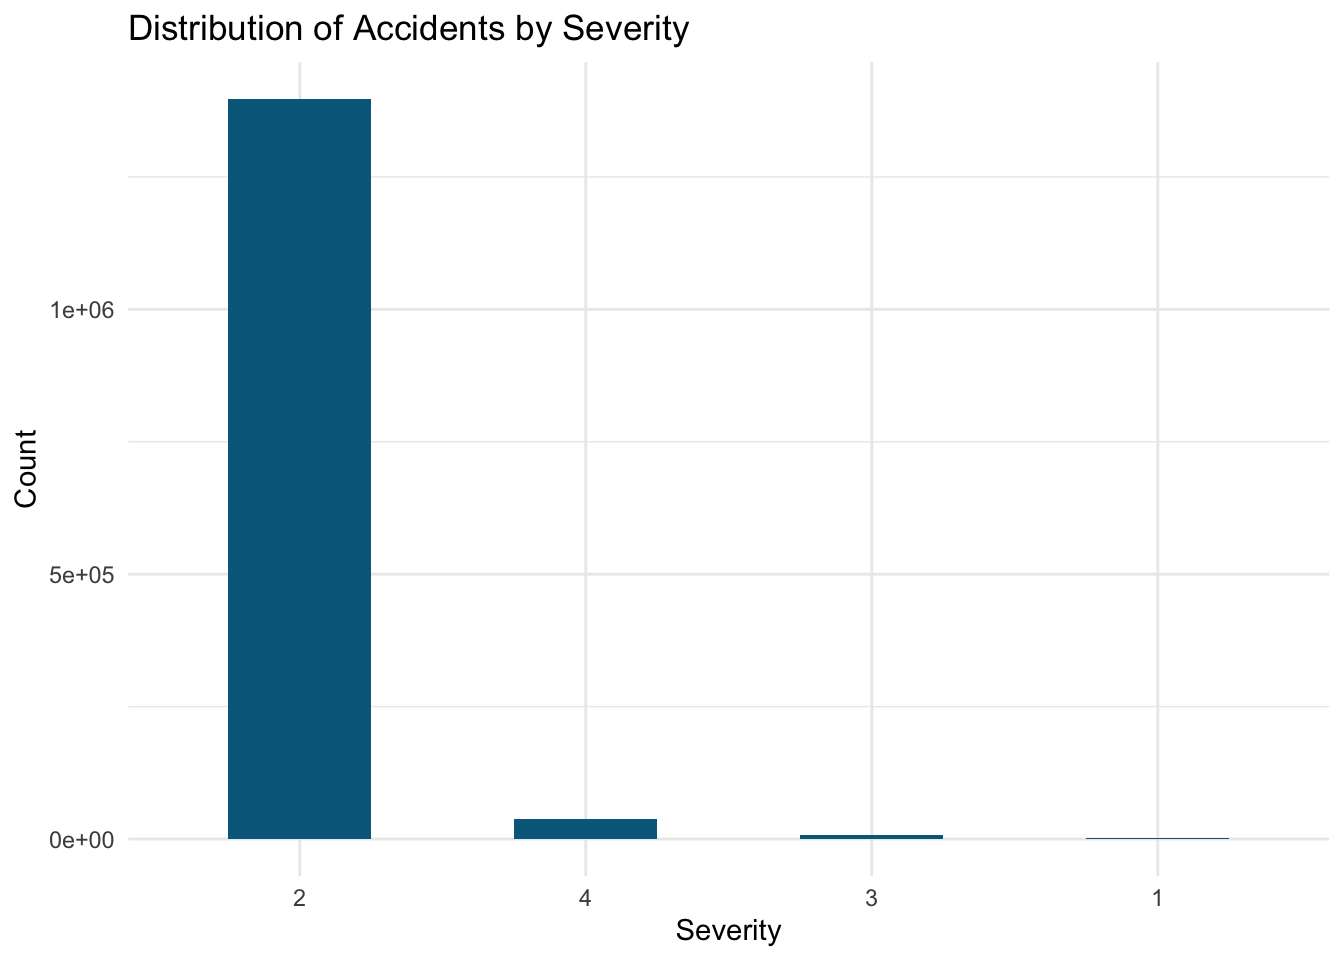 Distribution of Accidents by Severity
Count
1e+06
5e+05
0e+00
2 4 3 1
Severity